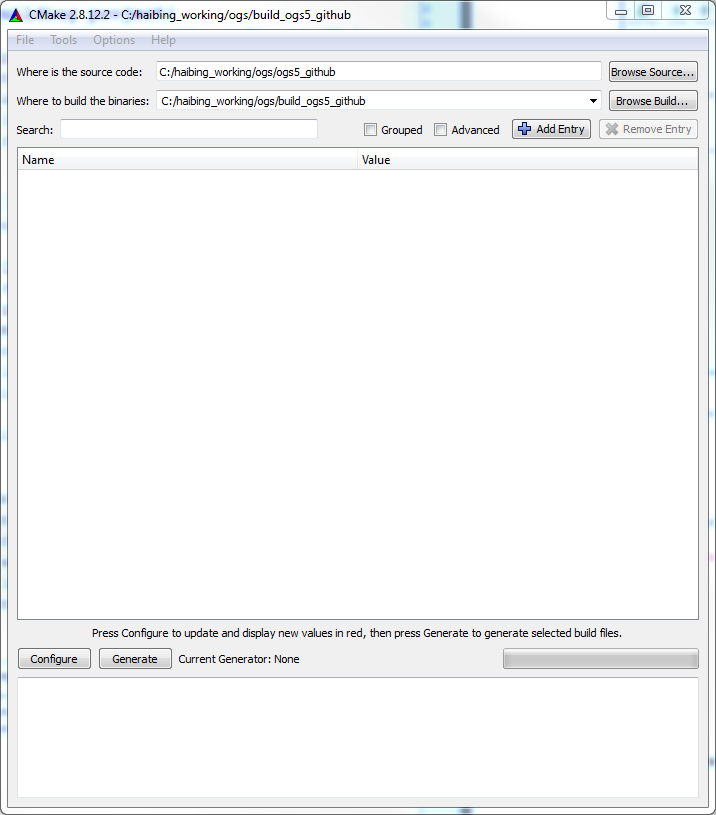 CMake 2.8.12.2 - C:/haibing_working/ogs/build_ogs5_github
File Tools Options Help
Where is the source code: C:/haibing_working/ogs/ogs5_github Browse Source...
Where to build the binaries: C:/haibing_working/ogs/build_ogs5_github Browse Build...
Search: Grouped Advanced Add Entry Remove Entry
Name Value
Press Configure to update and display new values in red, then press Generate to generate selected build files.
Configure Generate Current Generator: None